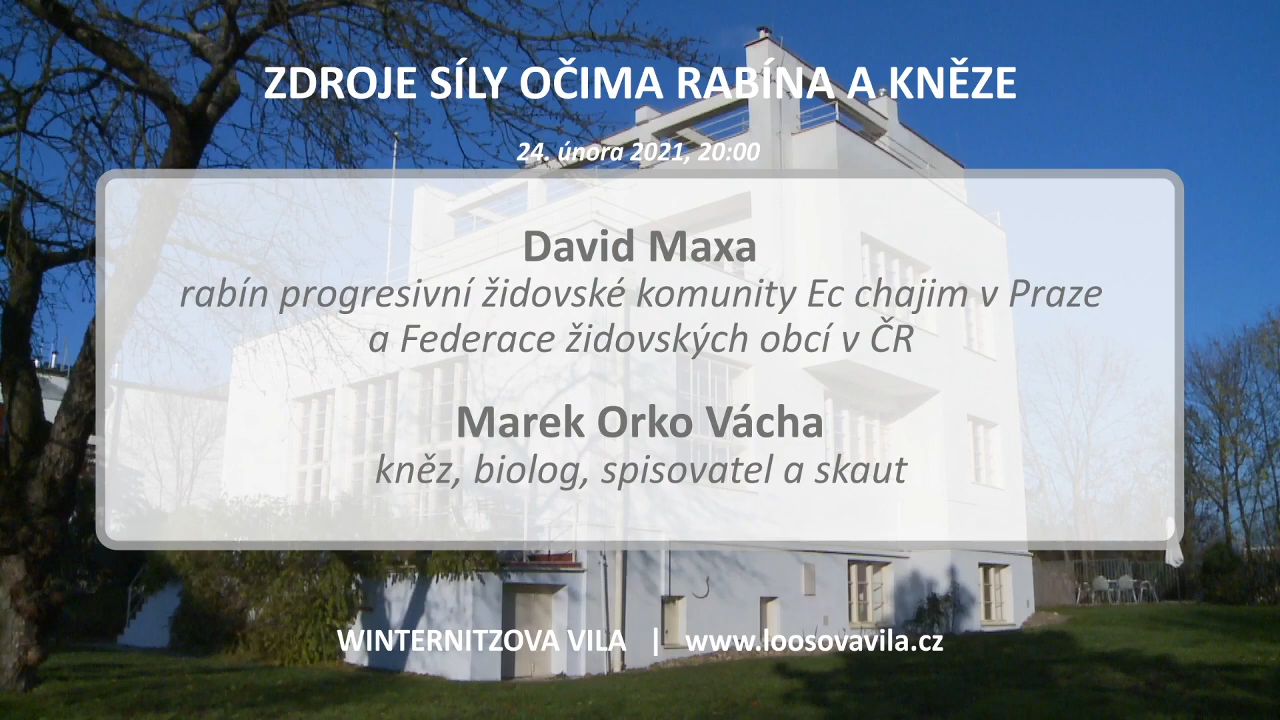 ZDROJE SÍLY OČIMA RABÍNA A KNĚZE
24. února 2021, 20:00
David Maxa
rabín progresivní židovské komunity Ec chajim v Praze
a Federace židovských obcí v ČR
Marek Orko Vácha
kněz, biolog, spisovatel a skaut
WINTERNITZOVA VILA | www.loosovavila.cz